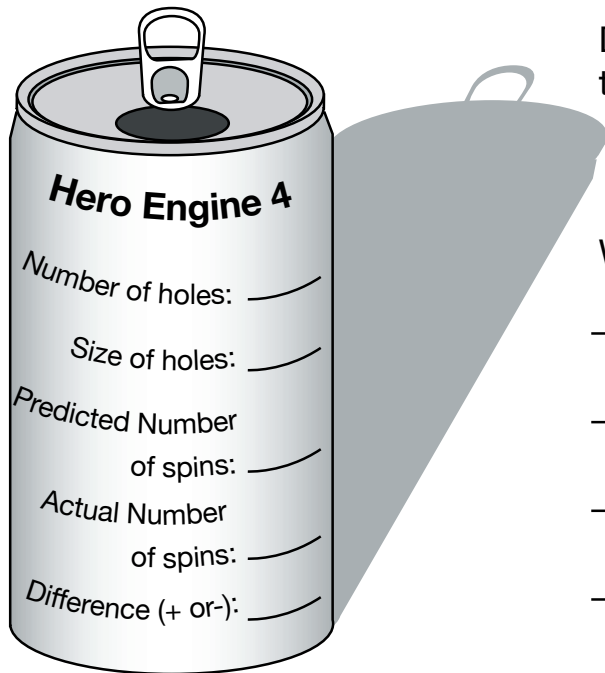 Hero Engine 4
Number of holes:
Size of holes:
Predicted Number
of spins:
Actual Number
of spins:
Difference (+ or-):